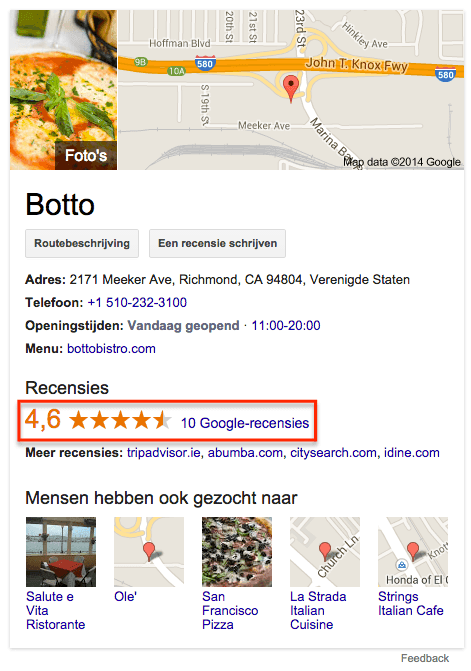 Hoffman Blvd
21st St
23rd St
Hinkley Ave
9B
580
10A
John T. Knox Fwy
580
S 19th St
Meeker Ave
Marina
Foto's
Map data ©2014 Google
Botto
Routebeschrijving
Een recensie schrijven
Adres: 2171 Meeker Ave, Richmond, CA 94804, Verenigde Staten
Telefoon: +1 510-232-3100
Openingstijden: Vandaag geopend · 11:00-20:00
Menu: bottobistro.com
Recensies
4,6 10 Google-recensies
Meer recensies: tripadvisor.ie, abumba.com, citysearch.com, idine.com
Mensen hebben ook gezocht naar
Church Ln
Knott
Honda of El C
Salute e
Vita
Ristorante
Ole'
San
Francisco
Pizza
La Strada
Italian
Cuisine
Strings
Italian Cafe
Feedback